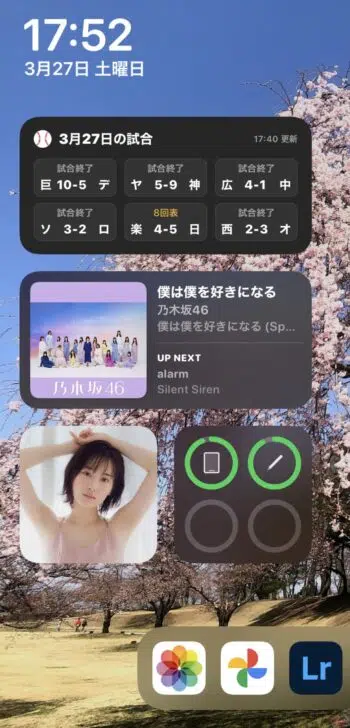 17:52
3月27日 土曜日
3月27日の試合
17:40 更新
試合終了
巨 10-5 デ
試合終了
ヤ 5-9 神
試合終了
広 4-1 中
試合終了
ソ 3-2 ロ
8回表
楽 4-5 日
試合終了
西 2-3 オ
乃木坂46
僕は僕を好きになる
乃木坂46
僕は僕を好きになる (Sp...
UP NEXT
alarm
Silent Siren
Lr